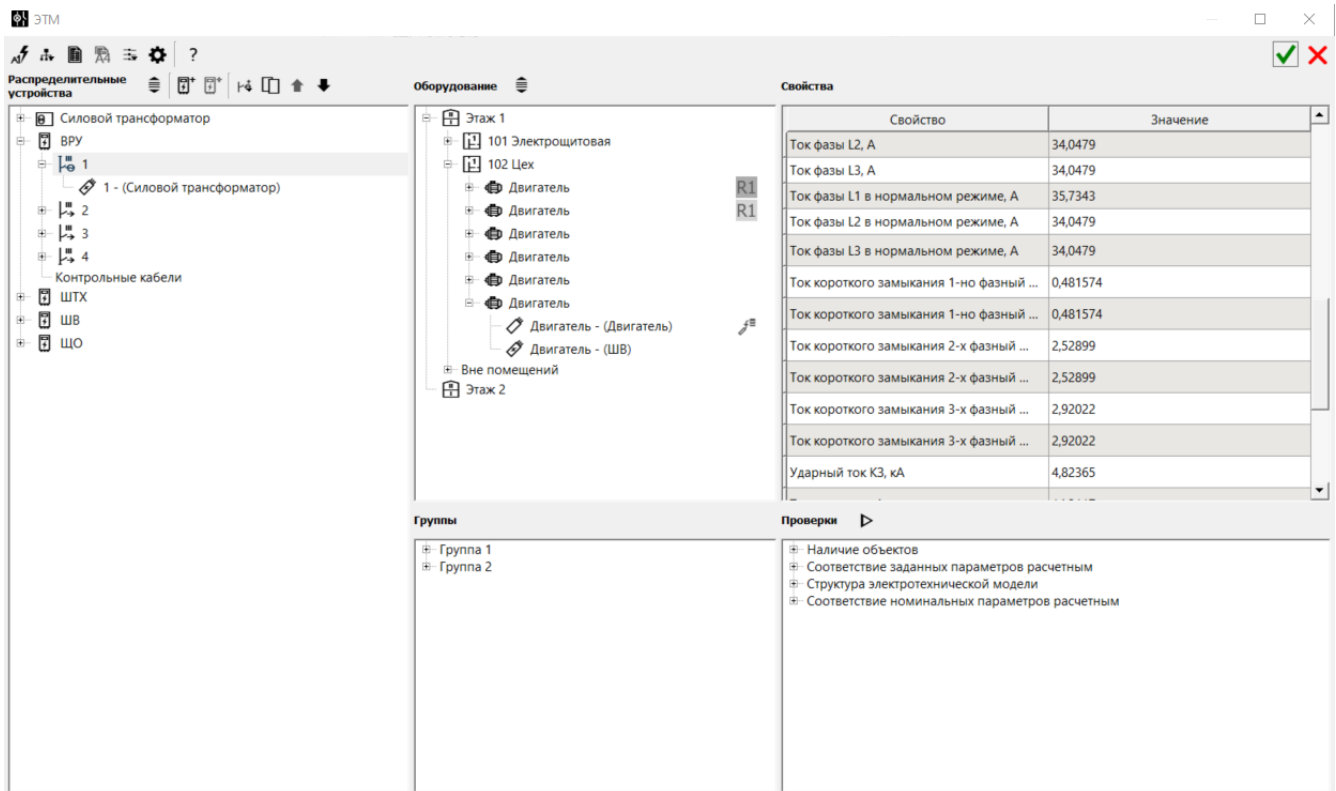 ЭТМ
?
Распределительные
устройства
Оборудование
Свойства
Силовой трансформатор
ВРУ
1
1 - (Силовой трансформатор)
2
3
4
Контрольные кабели
ШТХ
ШВ
ЩО
Этаж 1
101 Электрощитовая
102 Цех
Двигатель R1
Двигатель R1
Двигатель
Двигатель
Двигатель
Двигатель
Двигатель - (Двигатель)
Двигатель - (ШВ)
Вне помещений
Этаж 2
Свойство Значение
Ток фазы L2, А 34,0479
Ток фазы L3, А 34,0479
Ток фазы L1 в нормальном режиме, А 35,7343
Ток фазы L2 в нормальном режиме, А 34,0479
Ток фазы L3 в нормальном режиме, А 34,0479
Ток короткого замыкания 1-но фазный ... 0,481574
Ток короткого замыкания 1-но фазный ... 0,481574
Ток короткого замыкания 2-х фазный ... 2,52899
Ток короткого замыкания 2-х фазный ... 2,52899
Ток короткого замыкания 3-х фазный ... 2,92022
Ток короткого замыкания 3-х фазный ... 2,92022
Ударный ток КЗ, кА 4,82365
Группы
Группа 1
Группа 2
Проверки
Наличие объектов
Соответствие заданных параметров расчетным
Структура электротехнической модели
Соответствие номинальных параметров расчетным